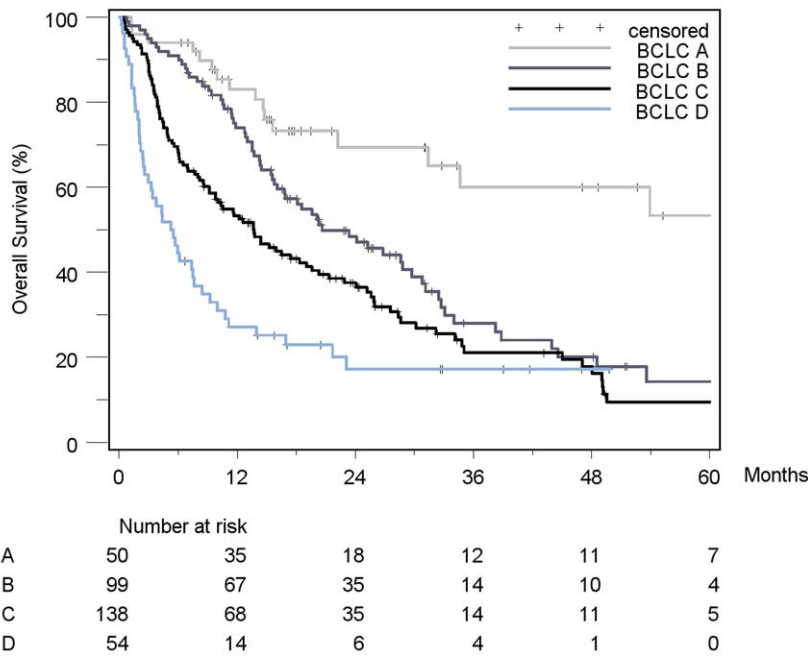 100
80
60
40
20
0
Overall Survival (%)
+ + + censored
BCLC A
BCLC B
BCLC C
BCLC D
0 12 24 36 48 60 Months
Number at risk
A 50 35 18 12 11 7
B 99 67 35 14 10 4
C 138 68 35 14 11 5
D 54 14 6 4 1 0